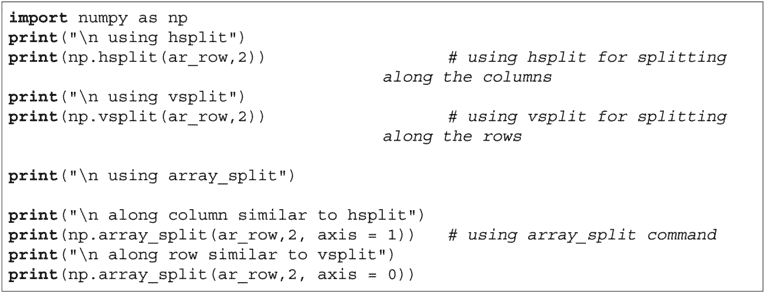 import numpy as np
print("\n using hsplit")
print(np.hsplit(ar_row,2)) # using hsplit for splitting
along the columns
print("\n using vsplit")
print(np.vsplit(ar_row,2)) # using vsplit for splitting
along the rows
print("\n using array_split")
print("\n along column similar to hsplit")
print(np.array_split(ar_row,2, axis = 1)) # using array_split command
print("\n along row similar to vsplit")
print(np.array_split(ar_row,2, axis = 0))